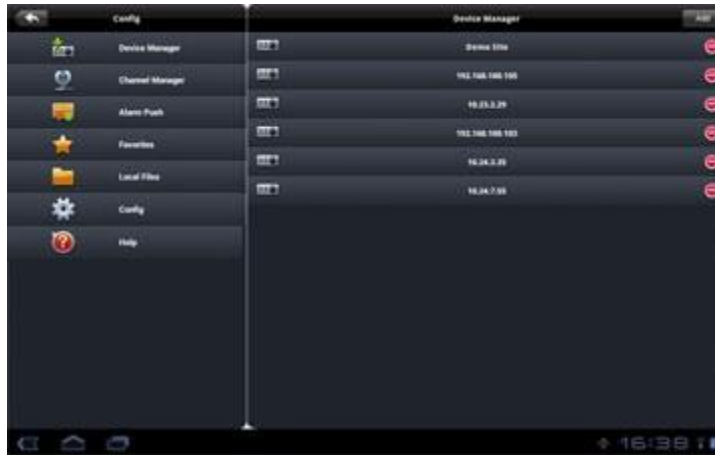 Config
Device Manager
Add
Device Manager
Channel Manager
Alarm Push
Favorites
Local Files
Config
Help
Demo Site
192.168.100.105
10.23.2.29
192.168.100.103
10.24.2.35
10.24.7.55
16:38